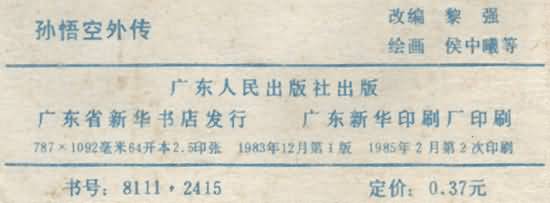 孙悟空外传
改编 黎强
绘画 侯中曦等
广东人民出版社出版
广东省新华书店发行 广东新华印刷厂印刷
787×1092毫米64开本2.5印张 1983年12月第1版 1985年2月第2次印刷
书号：8111·2415 定价：0.37元